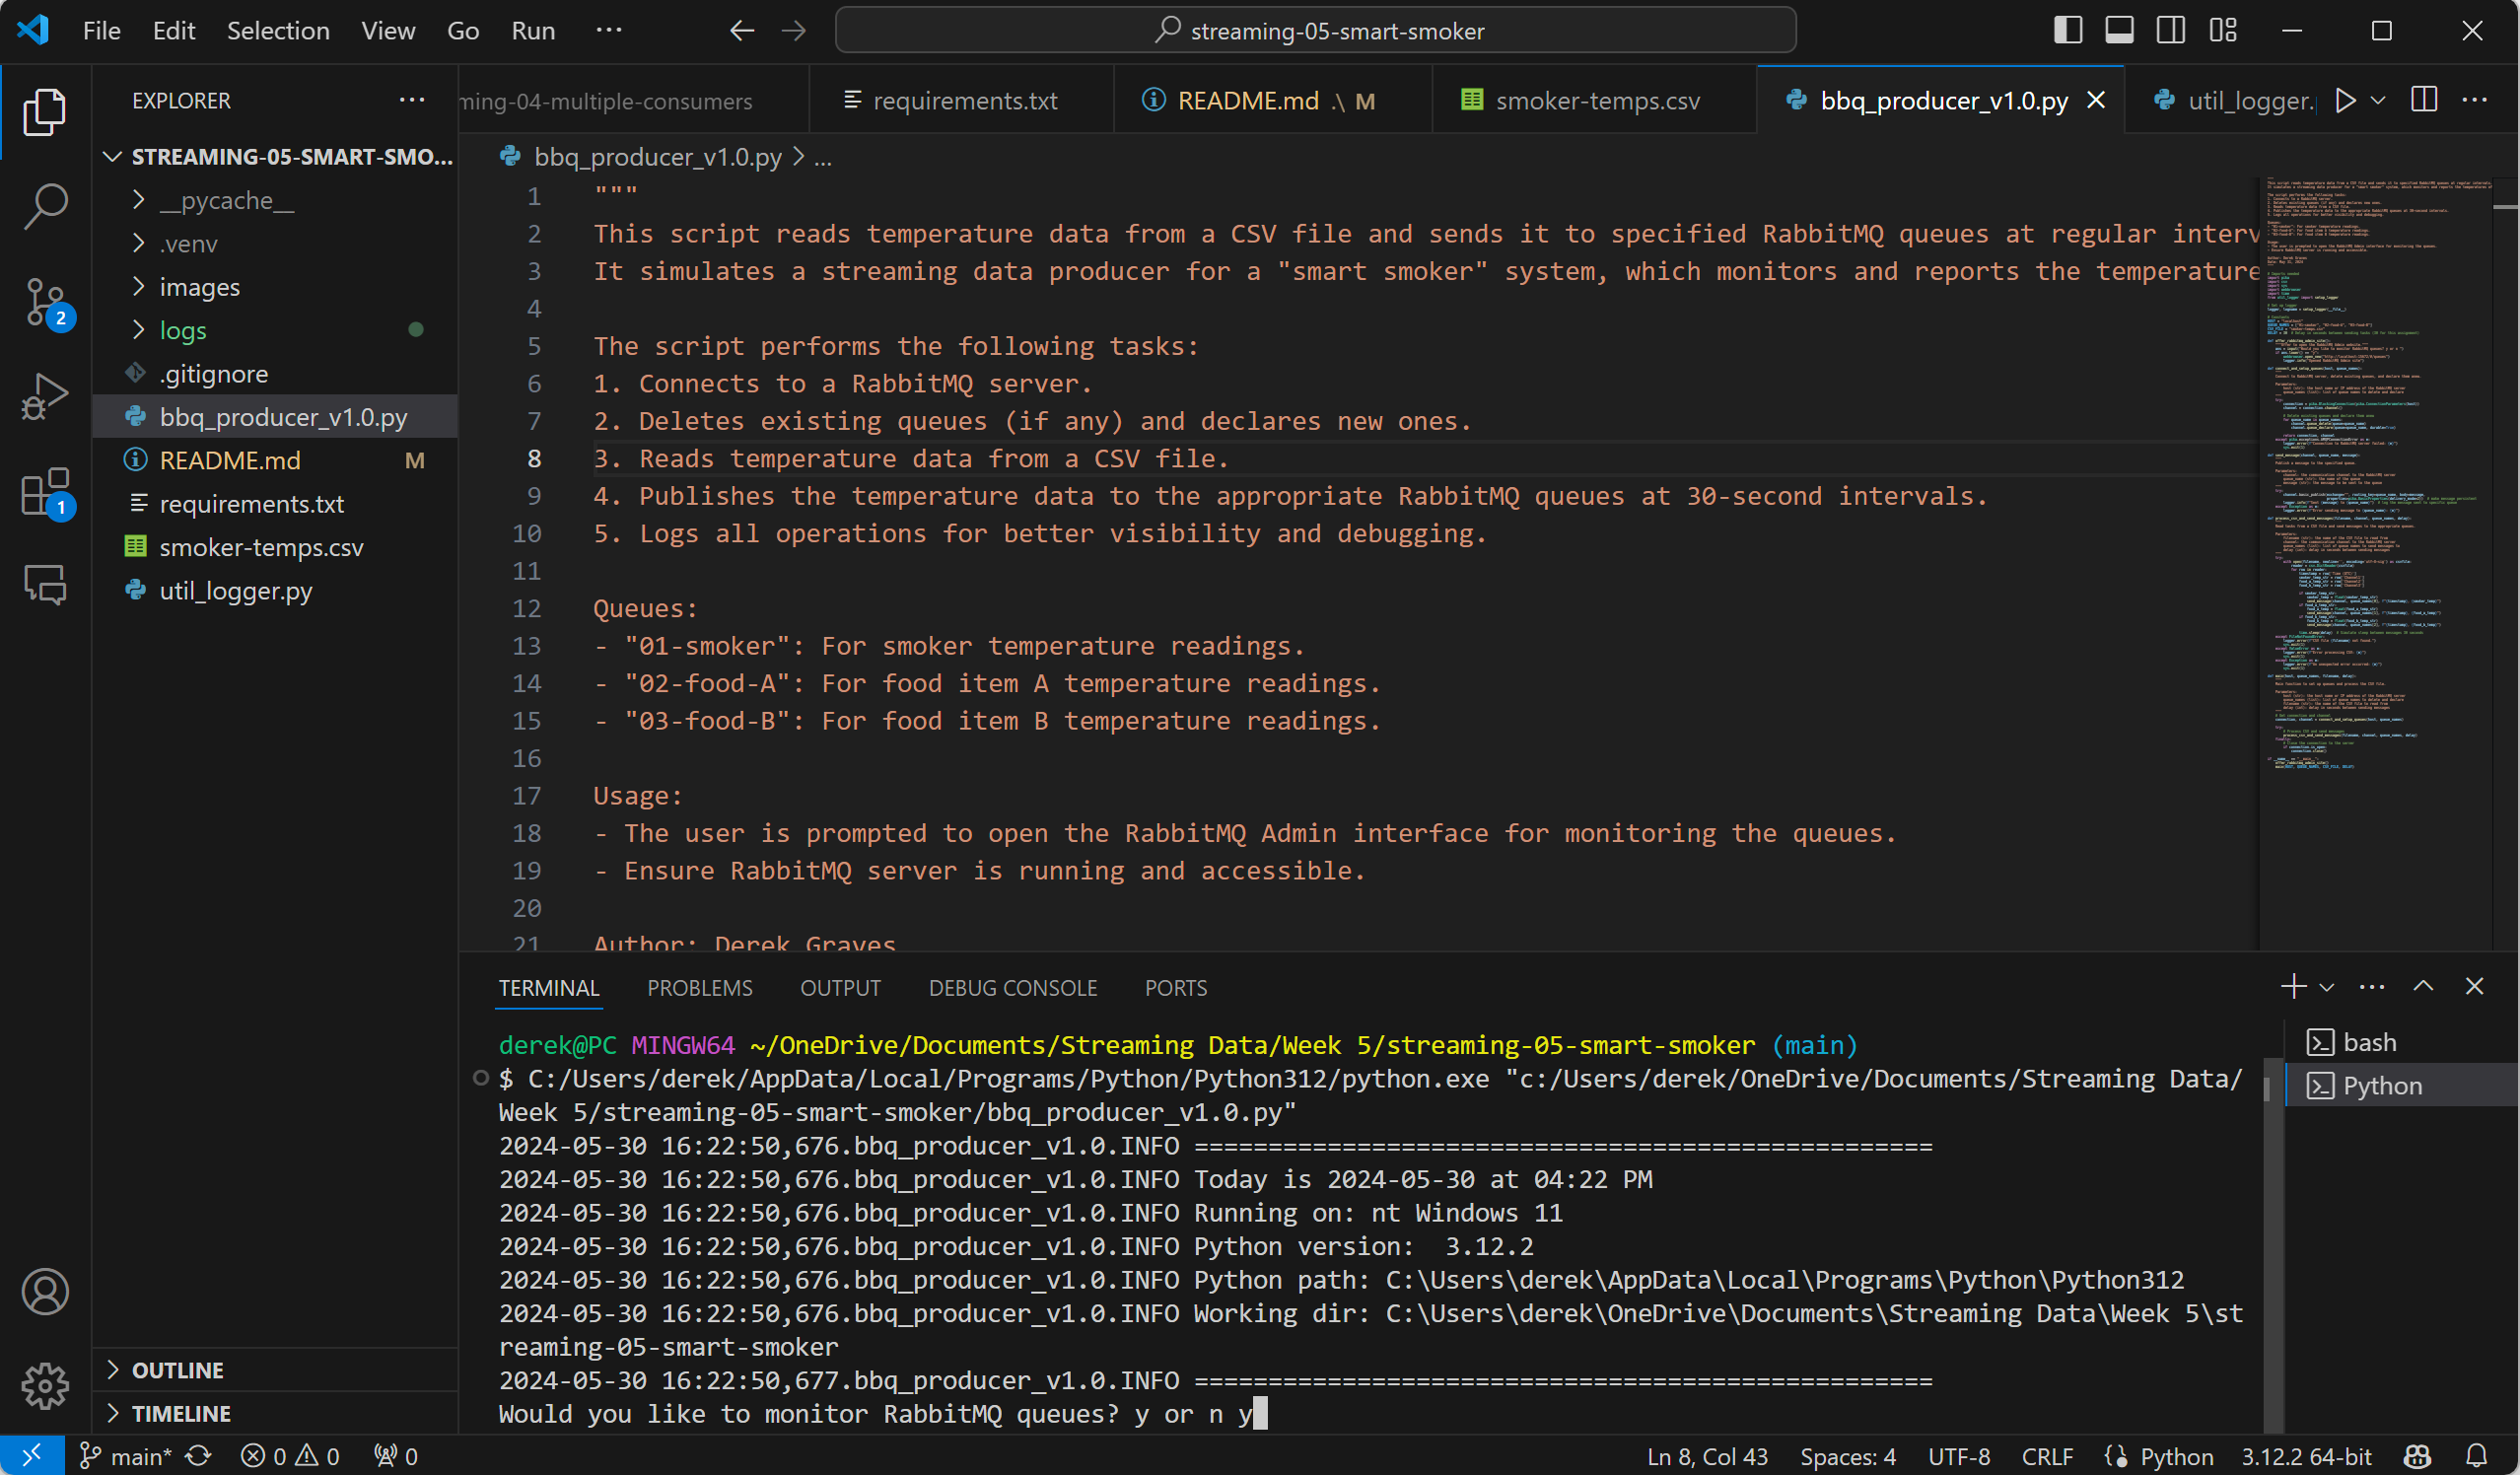 File Edit Selection View Go Run ... streaming-05-smart-smoker
EXPLORER
ming-04-multiple-consumers requirements.txt README.md .\ M smoker-temps.csv bbq_producer_v1.0.py util_logger.
STREAMING-05-SMART-SMO...
__pycache__
.venv
images
logs
.gitignore
bbq_producer_v1.0.py
README.md M
requirements.txt
smoker-temps.csv
util_logger.py
OUTLINE
TIMELINE
2
1
bbq_producer_v1.0.py > ...
1 """
2 This script reads temperature data from a CSV file and sends it to specified RabbitMQ queues at regular interv
3 It simulates a streaming data producer for a "smart smoker" system, which monitors and reports the temperature
4
5 The script performs the following tasks:
6 1. Connects to a RabbitMQ server.
7 2. Deletes existing queues (if any) and declares new ones.
8 3. Reads temperature data from a CSV file.
9 4. Publishes the temperature data to the appropriate RabbitMQ queues at 30-second intervals.
10 5. Logs all operations for better visibility and debugging.
11
12 Queues:
13 - "01-smoker": For smoker temperature readings.
14 - "02-food-A": For food item A temperature readings.
15 - "03-food-B": For food item B temperature readings.
16
17 Usage:
18 - The user is prompted to open the RabbitMQ Admin interface for monitoring the queues.
19 - Ensure RabbitMQ server is running and accessible.
20
21 Author: Derek Graves
TERMINAL PROBLEMS OUTPUT DEBUG CONSOLE PORTS
derek@PC MINGW64 ~/OneDrive/Documents/Streaming Data/Week 5/streaming-05-smart-smoker (main)
$ C:/Users/derek/AppData/Local/Programs/Python/Python312/python.exe "c:/Users/derek/OneDrive/Documents/Streaming Data/
Week 5/streaming-05-smart-smoker/bbq_producer_v1.0.py"
2024-05-30 16:22:50,676.bbq_producer_v1.0.INFO ==================================================
2024-05-30 16:22:50,676.bbq_producer_v1.0.INFO Today is 2024-05-30 at 04:22 PM
2024-05-30 16:22:50,676.bbq_producer_v1.0.INFO Running on: nt Windows 11
2024-05-30 16:22:50,676.bbq_producer_v1.0.INFO Python version:  3.12.2
2024-05-30 16:22:50,676.bbq_producer_v1.0.INFO Python path: C:\Users\derek\AppData\Local\Programs\Python\Python312
2024-05-30 16:22:50,676.bbq_producer_v1.0.INFO Working dir: C:\Users\derek\OneDrive\Documents\Streaming Data\Week 5\st
reaming-05-smart-smoker
2024-05-30 16:22:50,677.bbq_producer_v1.0.INFO ==================================================
Would you like to monitor RabbitMQ queues? y or n y
bash
Python
main* 0 0 0 Ln 8, Col 43 Spaces: 4 UTF-8 CRLF Python 3.12.2 64-bit